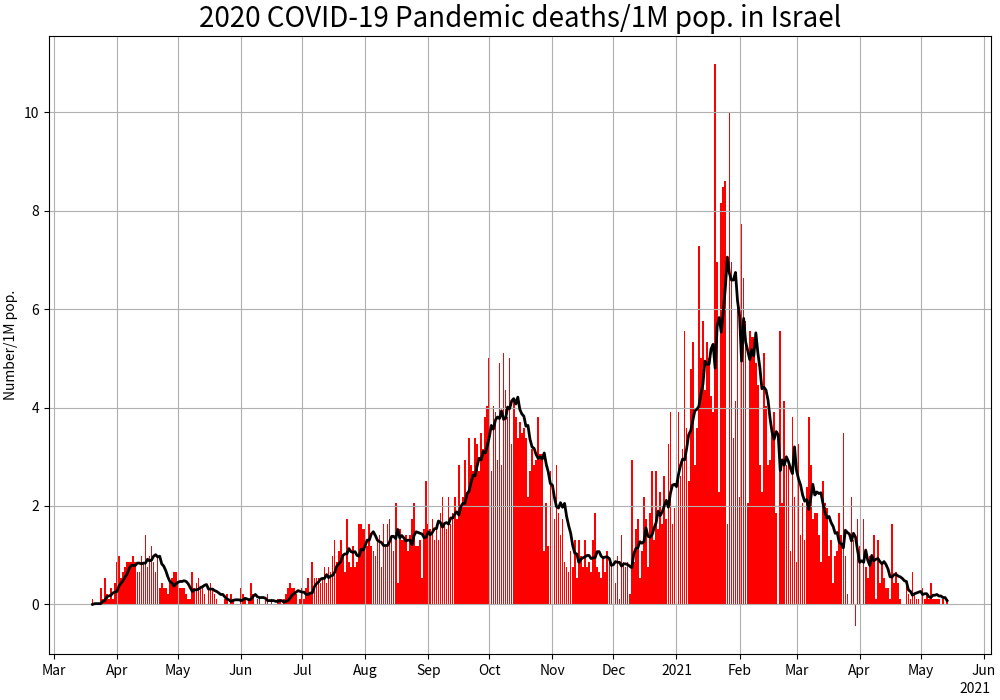 2020 COVID-19 Pandemic deaths/1M pop. in Israel
Number/1M pop.
10
8
6
4
2
0
Mar Apr May Jun Jul Aug Sep Oct Nov Dec 2021 Feb Mar Apr May Jun
2021